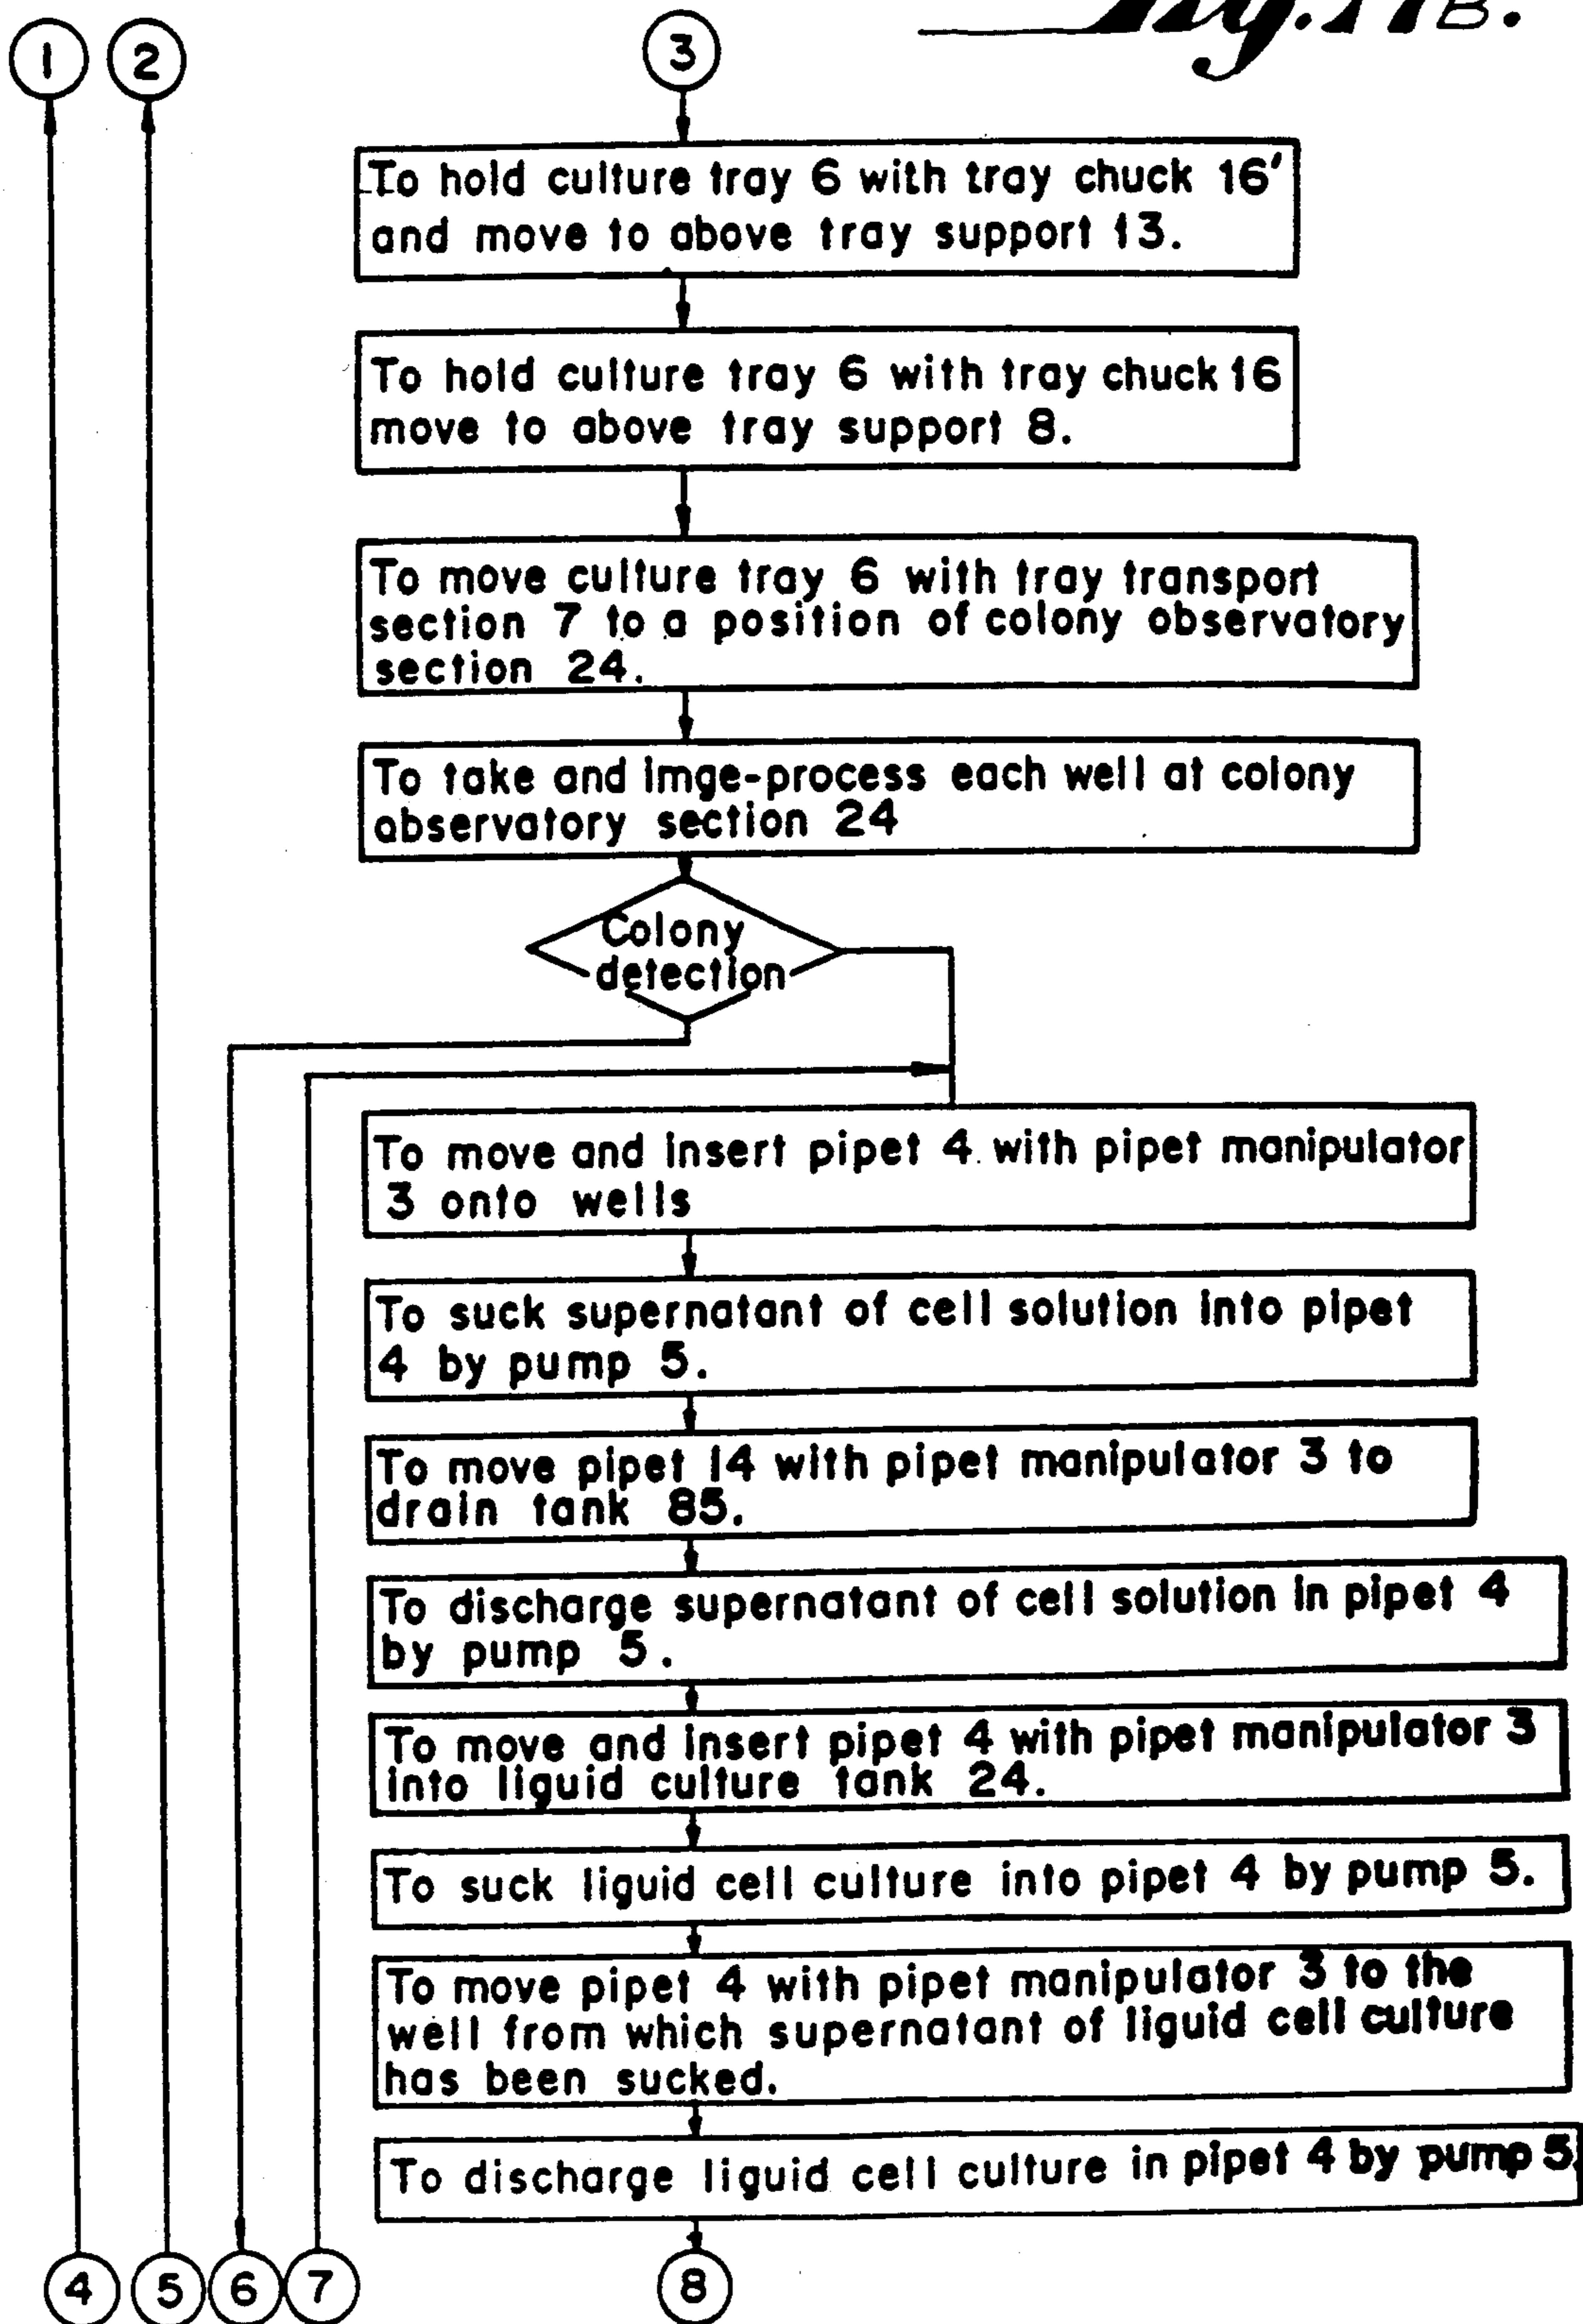 Fig. 11B.
1 2 3
To hold culture tray 6 with tray chuck 16'
and move to above tray support 13.
To hold culture tray 6 with tray chuck 16
move to above tray support 8.
To move culture tray 6 with tray transport
section 7 to a position of colony observatory
section 24.
To take and imge-process each well at colony
observatory section 24
Colony
detection
To move and insert pipet 4 with pipet manipulator
3 onto wells
To suck supernatant of cell solution into pipet
4 by pump 5.
To move pipet 14 with pipet manipulator 3 to
drain tank 85.
To discharge supernatant of cell solution in pipet 4
by pump 5.
To move and insert pipet 4 with pipet manipulator 3
into liguid culture tank 24.
To suck liguid cell culture into pipet 4 by pump 5.
To move pipet 4 with pipet manipulator 3 to the
well from which supernatant of liguid cell culture
has been sucked.
To discharge liguid cell culture in pipet 4 by pump 5.
4 5 6 7 8